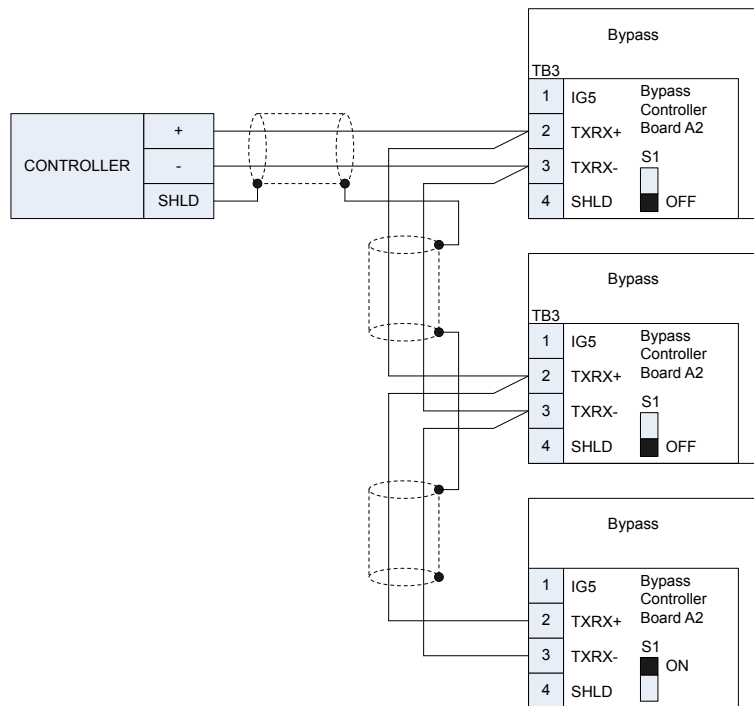 Bypass
TB3
1 IG5 Bypass
Controller
Board A2
2 TXRX+
S1
3 TXRX-
4 SHLD OFF
CONTROLLER
+
-
SHLD
Bypass
TB3
1 IG5 Bypass
Controller
Board A2
2 TXRX+
S1
3 TXRX-
4 SHLD OFF
Bypass
1 IG5 Bypass
Controller
Board A2
2 TXRX+
S1
3 TXRX- ON
4 SHLD